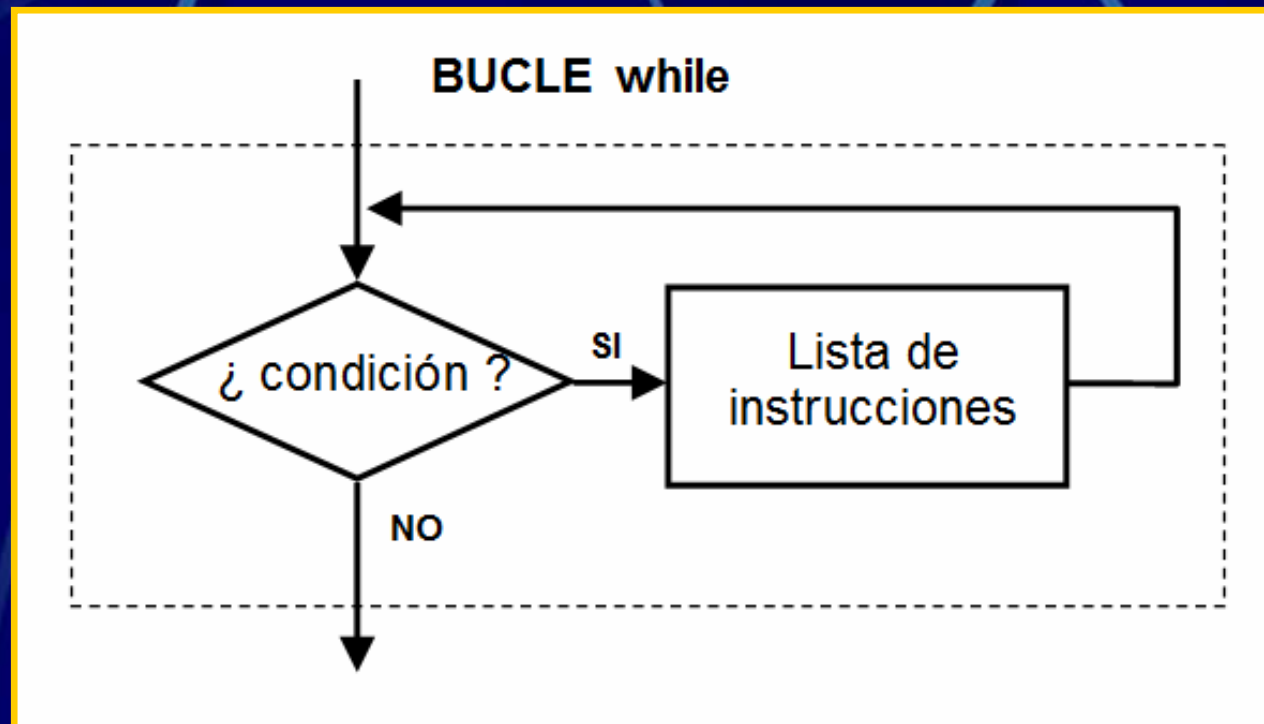 BUCLE while
¿ condición ?
SI
Lista de
instrucciones
NO